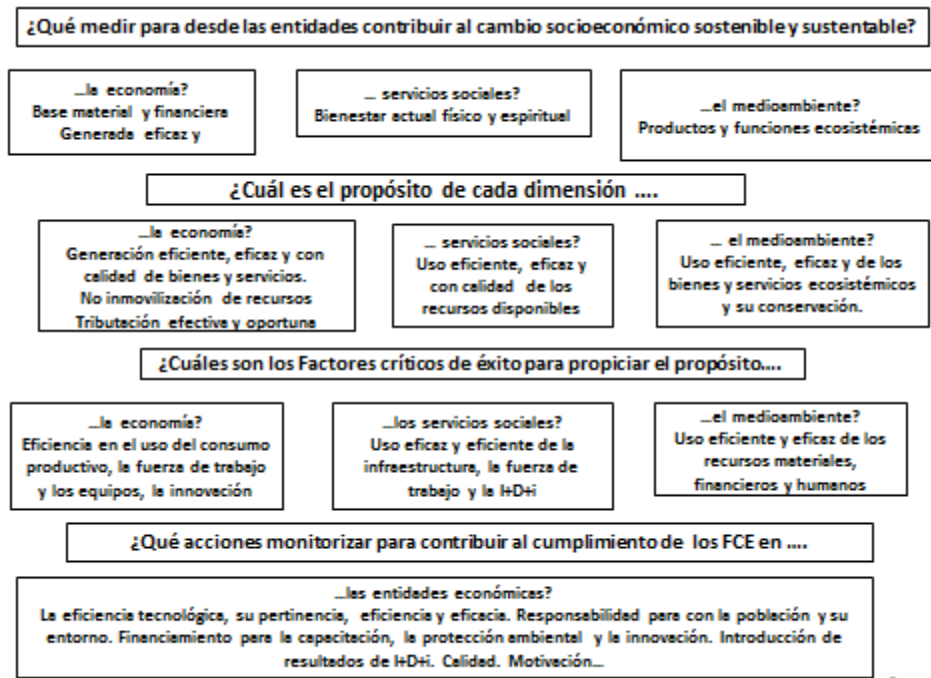 ¿Qué medir para desde las entidades contribuir al cambio socioeconómico sostenible y sustentable?
...la economía?
Base material y financiera
Generada eficaz y
... servicios sociales?
Bienestar actual físico y espiritual
...el medioambiente?
Productos y funciones ecosistémicas
¿Cuál es el propósito de cada dimensión ....
...la economía?
Generación eficiente, eficaz y con
calidad de bienes y servicios.
No inmovilización de recursos
Tributación efectiva y oportuna
... servicios sociales?
Uso eficiente, eficaz y
con calidad de los
recursos disponibles
... el medioambiente?
Uso eficiente, eficaz y de los
bienes y servicios ecosistémicos
y su conservación.
¿Cuáles son los Factores críticos de éxito para propiciar el propósito....
...la economía?
Eficiencia en el uso del consumo
productivo, la fuerza de trabajo
y los equipos, la innovación
...los servicios sociales?
Uso eficaz y eficiente de la
infraestructura, la fuerza de
trabajo y la I+D+i
...el medioambiente?
Uso eficiente y eficaz de los
recursos materiales,
financieros y humanos
¿Qué acciones monitorizar para contribuir al cumplimiento de los FCE en ....
...las entidades económicas?
La eficiencia tecnológica, su pertinencia, eficiencia y eficacia. Responsabilidad para con la población y su
entorno. Financiamiento para la capacitación, la protección ambiental y la innovación. Introducción de
resultados de I+D+i. Calidad. Motivación...